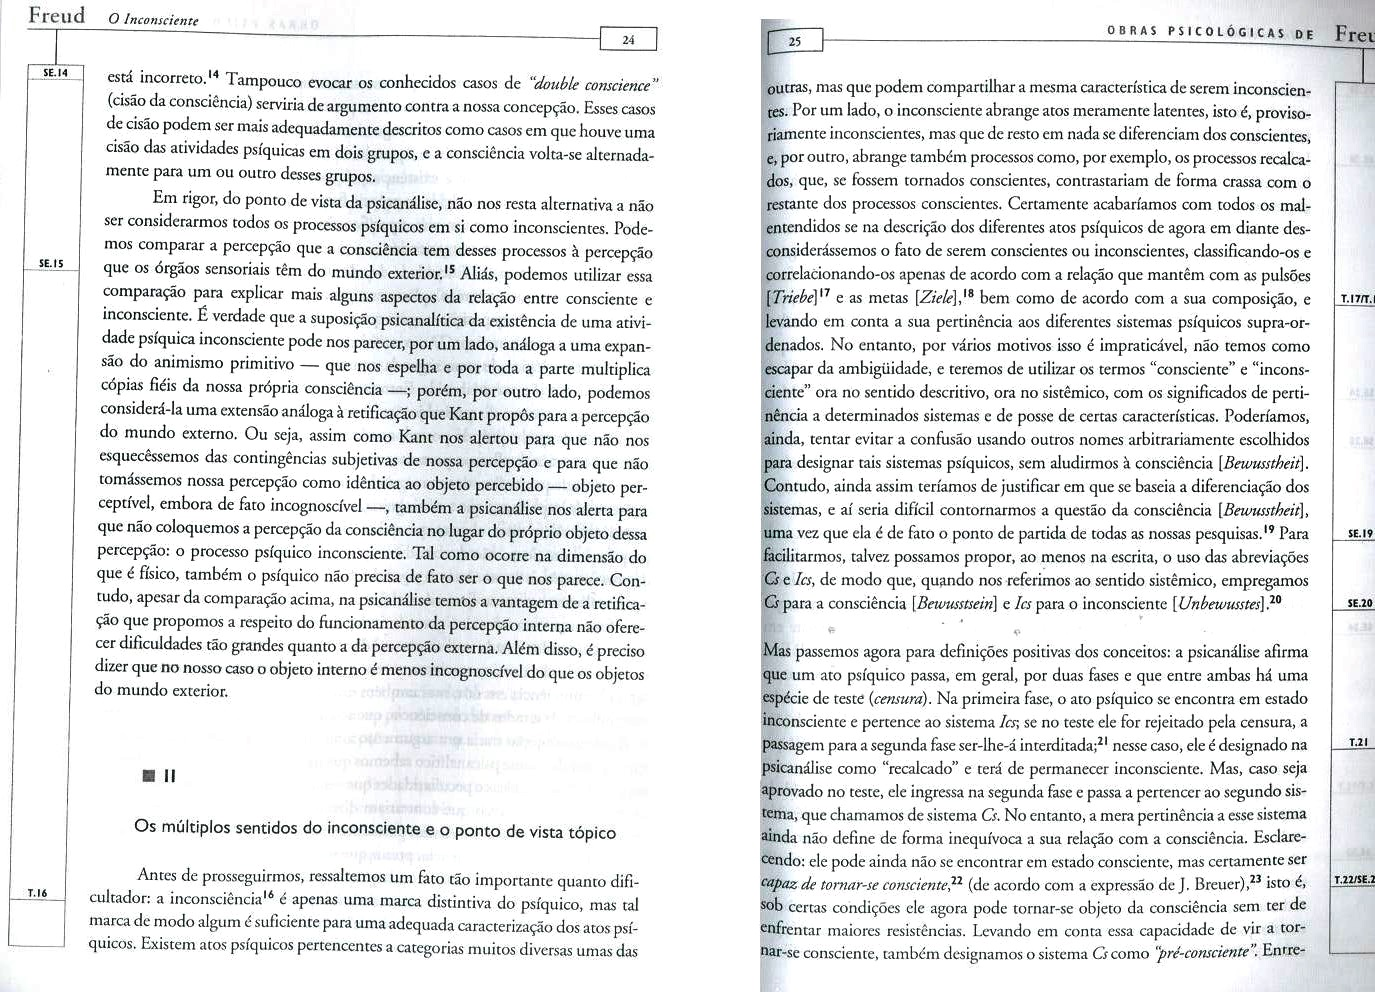 Freud O Inconsciente
24
SE.14
está incorreto.¹⁴ Tampouco evocar os conhecidos casos de “double conscience”
(cisão da consciência) serviria de argumento contra a nossa concepção. Esses casos
de cisão podem ser mais adequadamente descritos como casos em que houve uma
cisão das atividades psíquicas em dois grupos, e a consciência volta-se alternada-
mente para um ou outro desses grupos.
Em rigor, do ponto de vista da psicanálise, não nos resta alternativa a não
ser considerarmos todos os processos psíquicos em si como inconscientes. Pode-
mos comparar a percepção que a consciência tem desses processos à percepção
SE.15
que os órgãos sensoriais têm do mundo exterior.¹⁵ Aliás, podemos utilizar essa
comparação para explicar mais alguns aspectos da relação entre consciente e
inconsciente. É verdade que a suposição psicanalítica da existência de uma ativi-
dade psíquica inconsciente pode nos parecer, por um lado, análoga a uma expan-
são do animismo primitivo — que nos espelha e por toda a parte multiplica
cópias fiéis da nossa própria consciência —; porém, por outro lado, podemos
considerá-la uma extensão análoga à retificação que Kant propôs para a percepção
do mundo externo. Ou seja, assim como Kant nos alertou para que não nos
esquecêssemos das contingências subjetivas de nossa percepção e para que não
tomássemos nossa percepção como idêntica ao objeto percebido — objeto per-
ceptível, embora de fato incognoscível —, também a psicanálise nos alerta para
que não coloquemos a percepção da consciência no lugar do próprio objeto dessa
percepção: o processo psíquico inconsciente. Tal como ocorre na dimensão do
que é físico, também o psíquico não precisa de fato ser o que nos parece. Con-
tudo, apesar da comparação acima, na psicanálise temos a vantagem de a retifica-
ção que propomos a respeito do funcionamento da percepção interna não ofere-
cer dificuldades tão grandes quanto a da percepção externa. Além disso, é preciso
dizer que no nosso caso o objeto interno é menos incognoscível do que os objetos
do mundo exterior.
■ II
Os múltiplos sentidos do inconsciente e o ponto de vista tópico
Antes de prosseguirmos, ressaltemos um fato tão importante quanto difi-
T.16
cultador: a inconsciência¹⁶ é apenas uma marca distintiva do psíquico, mas tal
marca de modo algum é suficiente para uma adequada caracterização dos atos psí-
quicos. Existem atos psíquicos pertencentes a categorias muitos diversas umas das
25
OBRAS PSICOLÓGICAS DE Freu
outras, mas que podem compartilhar a mesma característica de serem inconscien-
tes. Por um lado, o inconsciente abrange atos meramente latentes, isto é, proviso-
riamente inconscientes, mas que de resto em nada se diferenciam dos conscientes,
e, por outro, abrange também processos como, por exemplo, os processos recalca-
dos, que, se fossem tornados conscientes, contrastariam de forma crassa com o
restante dos processos conscientes. Certamente acabaríamos com todos os mal-
entendidos se na descrição dos diferentes atos psíquicos de agora em diante des-
considerássemos o fato de serem conscientes ou inconscientes, classificando-os e
correlacionando-os apenas de acordo com a relação que mantêm com as pulsões
[Triebe]¹⁷ e as metas [Ziele],¹⁸ bem como de acordo com a sua composição, e
T.17/T.1
levando em conta a sua pertinência aos diferentes sistemas psíquicos supra-or-
denados. No entanto, por vários motivos isso é impraticável, não temos como
escapar da ambigüidade, e teremos de utilizar os termos “consciente” e “incons-
ciente” ora no sentido descritivo, ora no sistêmico, com os significados de perti-
nência a determinados sistemas e de posse de certas características. Poderíamos,
ainda, tentar evitar a confusão usando outros nomes arbitrariamente escolhidos
para designar tais sistemas psíquicos, sem aludirmos à consciência [Bewusstheit].
Contudo, ainda assim teríamos de justificar em que se baseia a diferenciação dos
sistemas, e aí seria difícil contornarmos a questão da consciência [Bewusstheit],
uma vez que ela é de fato o ponto de partida de todas as nossas pesquisas.¹⁹ Para
SE.19
facilitarmos, talvez possamos propor, ao menos na escrita, o uso das abreviações
Cs e Ics, de modo que, quando nos referimos ao sentido sistêmico, empregamos
Cs para a consciência [Bewusstsein] e Ics para o inconsciente [Unbewusstes].²⁰
SE.20
Mas passemos agora para definições positivas dos conceitos: a psicanálise afirma
que um ato psíquico passa, em geral, por duas fases e que entre ambas há uma
espécie de teste (censura). Na primeira fase, o ato psíquico se encontra em estado
inconsciente e pertence ao sistema Ics; se no teste ele for rejeitado pela censura, a
passagem para a segunda fase ser-lhe-á interditada;²¹ nesse caso, ele é designado na
T.21
psicanálise como “recalcado” e terá de permanecer inconsciente. Mas, caso seja
aprovado no teste, ele ingressa na segunda fase e passa a pertencer ao segundo sis-
tema, que chamamos de sistema Cs. No entanto, a mera pertinência a esse sistema
ainda não define de forma inequívoca a sua relação com a consciência. Esclare-
cendo: ele pode ainda não se encontrar em estado consciente, mas certamente ser
capaz de tornar-se consciente,²² (de acordo com a expressão de J. Breuer),²³ isto é,
T.22/SE.2
sob certas condições ele agora pode tornar-se objeto da consciência sem ter de
enfrentar maiores resistências. Levando em conta essa capacidade de vir a tor-
nar-se consciente, também designamos o sistema Cs como “pré-consciente”. Entre-